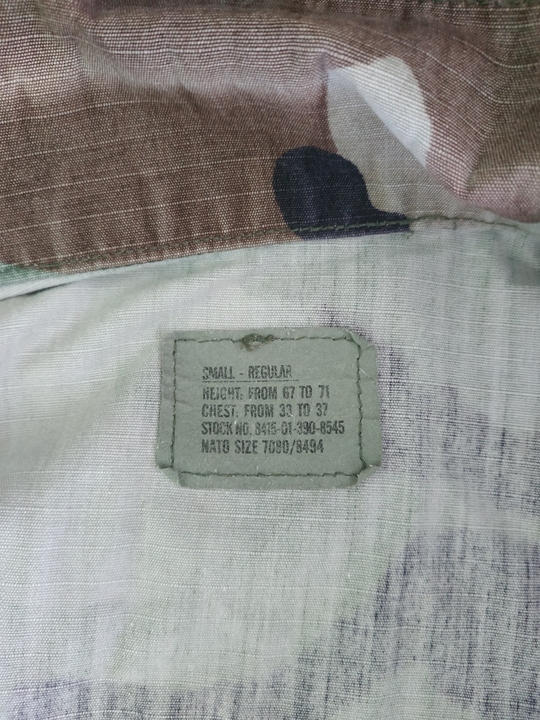 SMALL - REGULAR
HEIGHT: FROM 67 TO 71
CHEST: FROM 33 TO 37
STOCK NO. 8415-01-390-8545
NATO SIZE 7080/8494